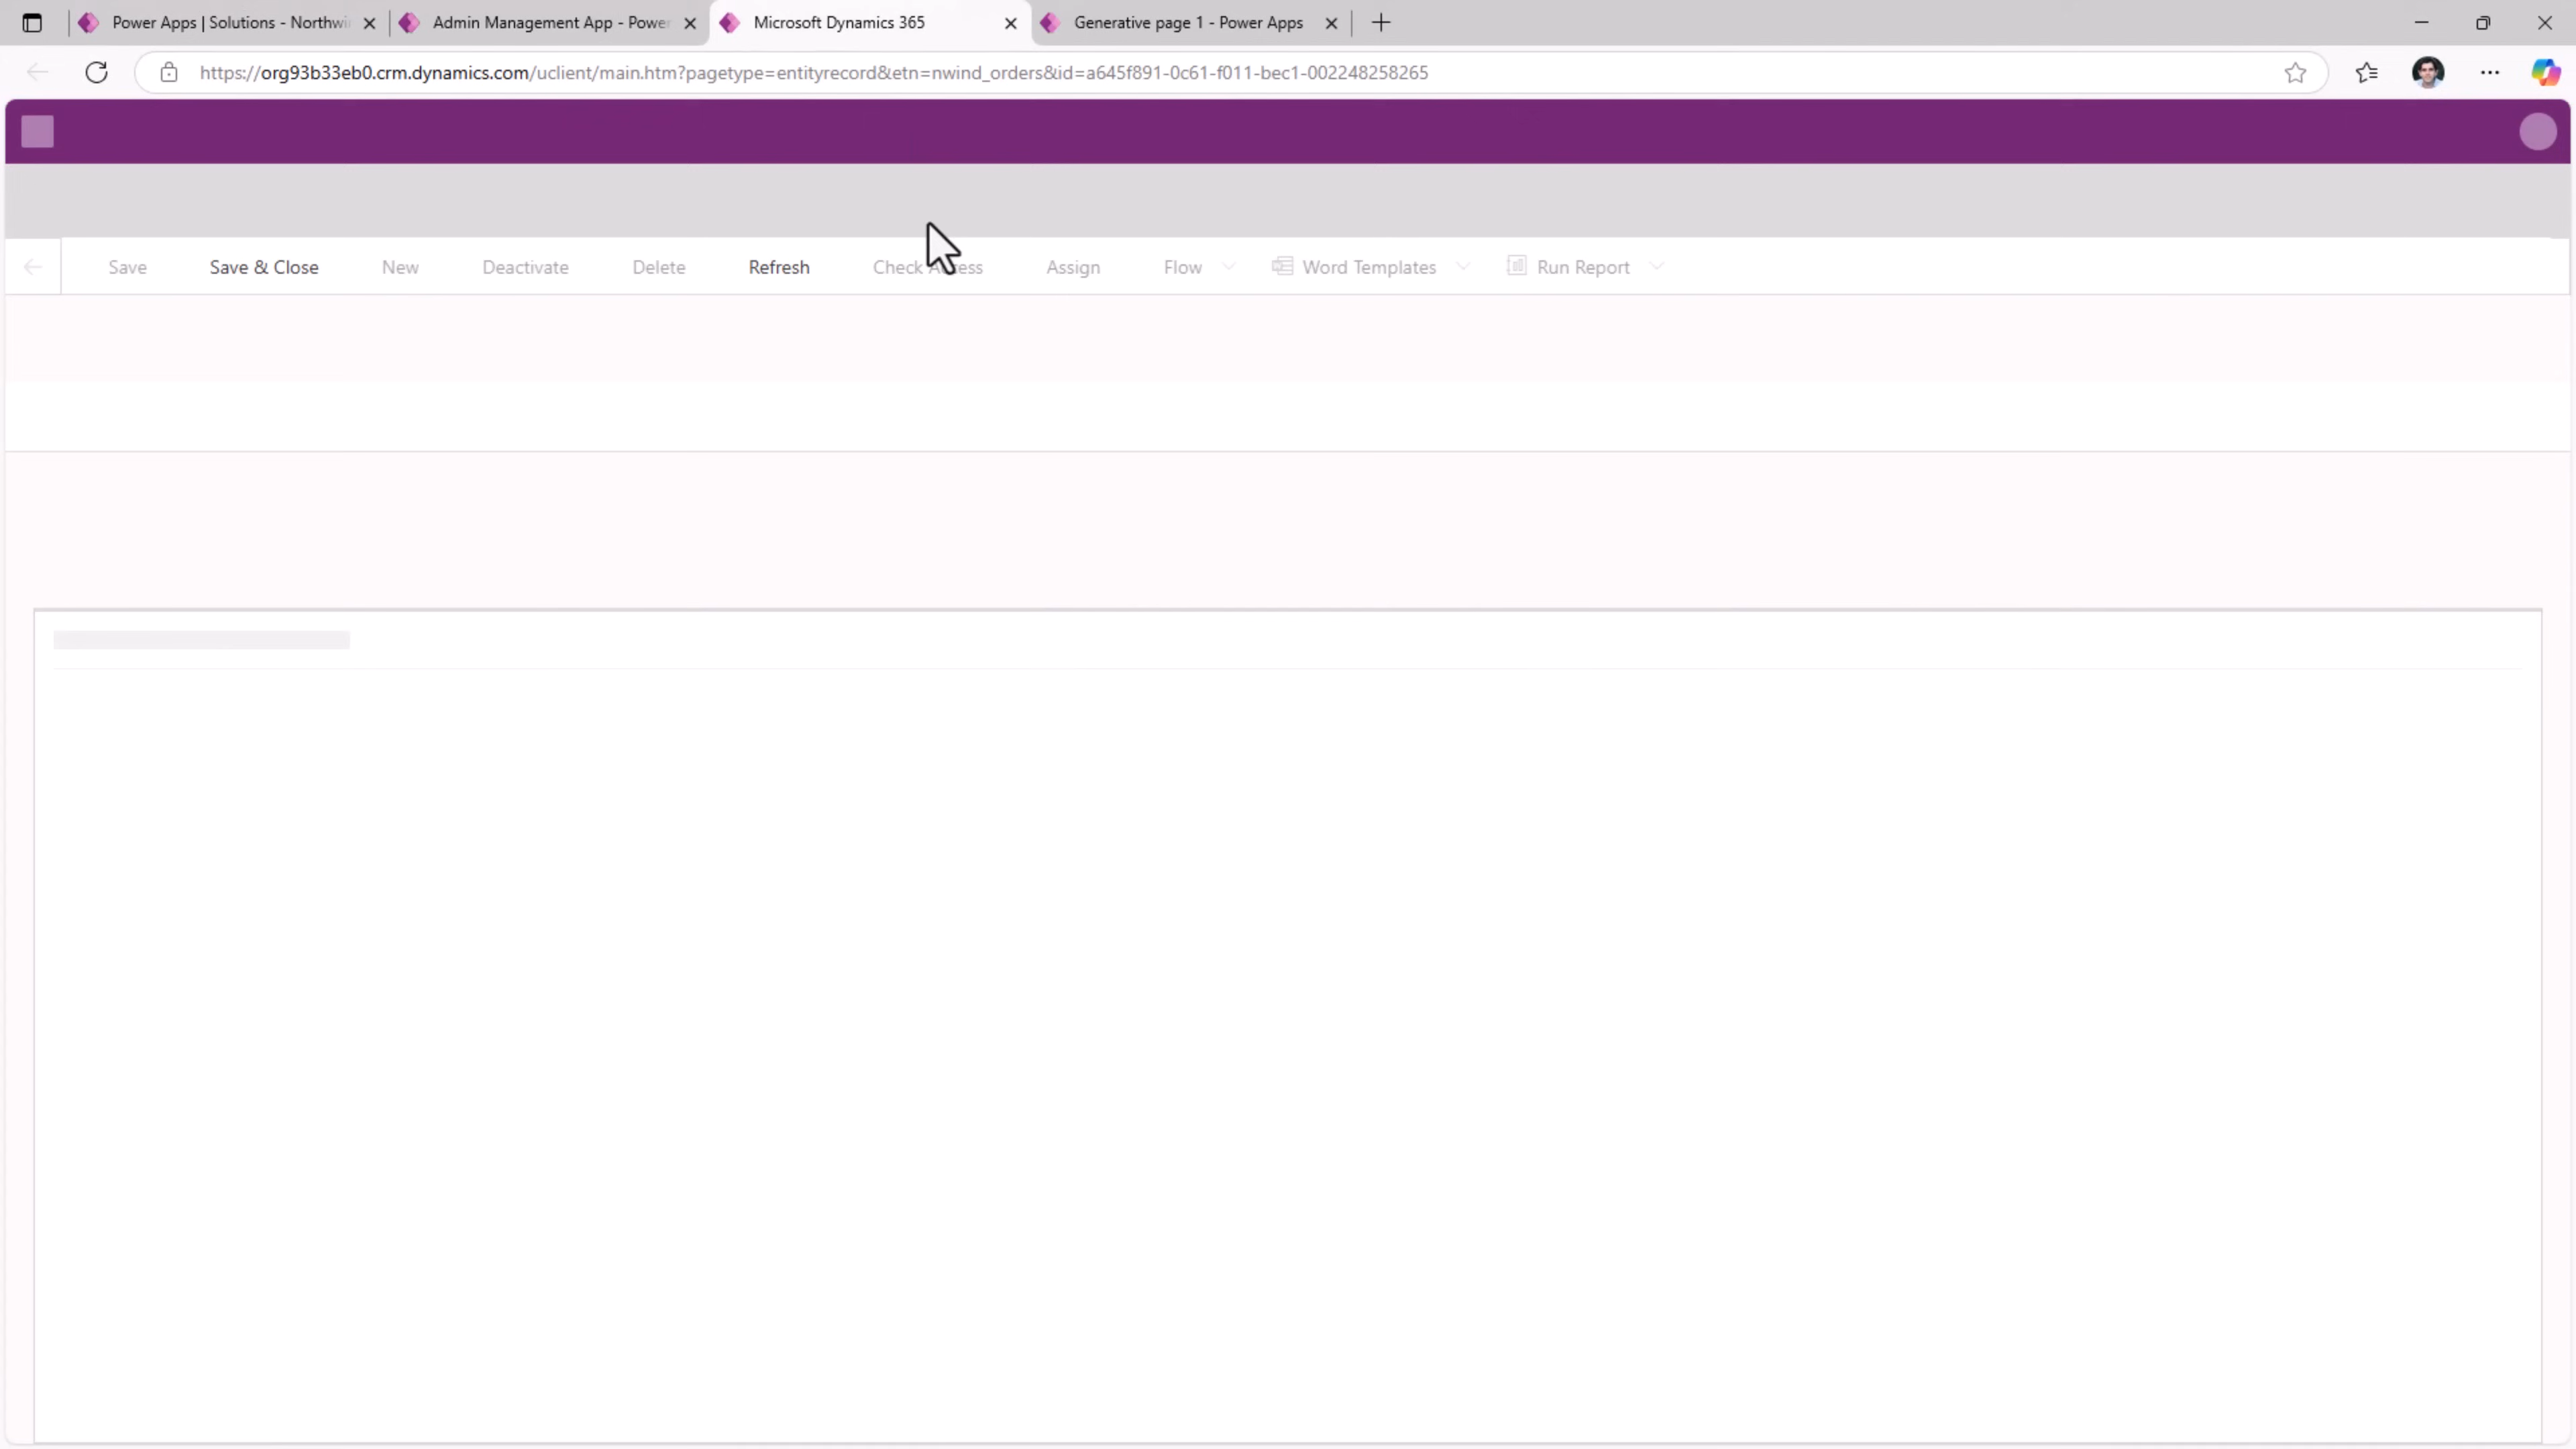 Power Apps | Solutions - Northwi
Admin Management App - Power
Microsoft Dynamics 365
Generative page 1 - Power Apps
https://org93b33eb0.crm.dynamics.com/uclient/main.htm?pagetype=entityrecord&etn=nwind_orders&id=a645f891-0c61-f011-bec1-002248258265
Save
Save & Close
New
Deactivate
Delete
Refresh
Check Access
Assign
Flow
Word Templates
Run Report